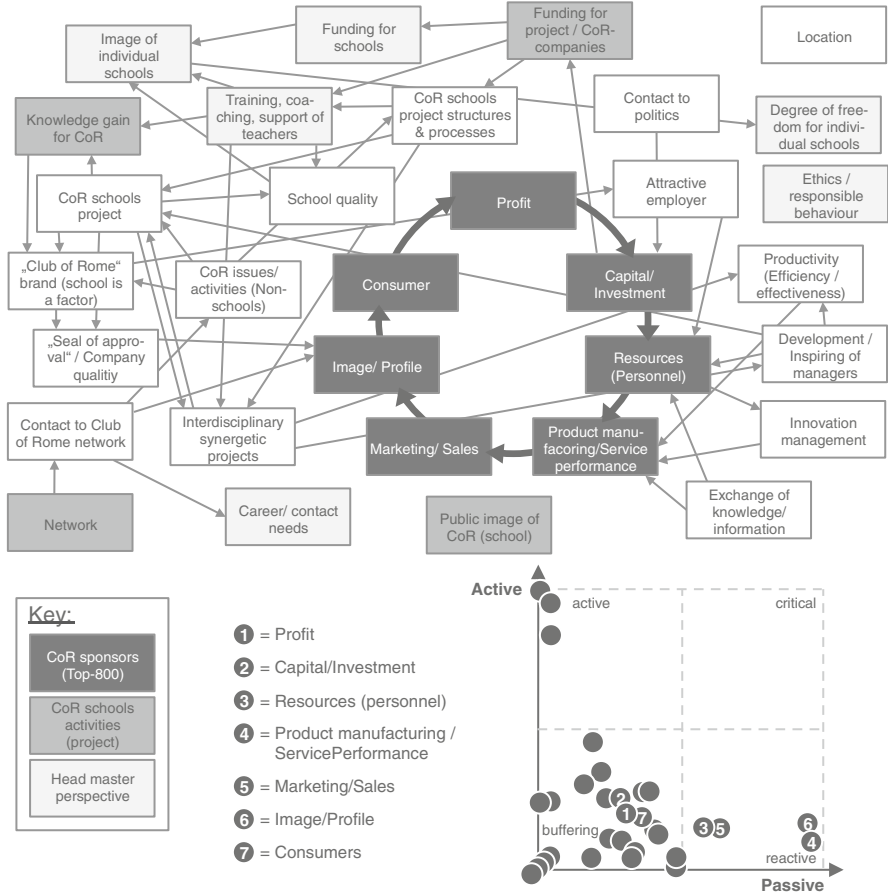 Image of
individual
schools
Funding for
schools
Funding for
project / CoR-
companies
Location
Knowledge gain
for CoR
Training, coa-
ching, support of
teachers
CoR schools
project structures
& processes
Contact to
politics
Degree of free-
dom for indivi-
dual schools
CoR schools
project
School quality
Profit
Attractive
employer
Ethics /
responsible
behaviour
„Club of Rome“
brand (school is
a factor)
CoR issues/
activities (Non-
schools)
Consumer
Capital/
Investment
Productivity
(Efficiency /
effectiveness)
„Seal of appro-
val“ / Company
qualitiy
Image/ Profile
Resources
(Personnel)
Development /
Inspiring of
managers
Contact to Club
of Rome network
Interdisciplinary
synergetic
projects
Marketing/ Sales
Product manu-
facoring/Service
performance
Innovation
management
Network
Career/ contact
needs
Public image of
CoR (school)
Exchange of
knowledge/
information
Key:
CoR sponsors
(Top-800)
CoR schools
activities
(project)
Head master
perspective
1 = Profit
2 = Capital/Investment
3 = Resources (personnel)
4 = Product manufacturing /
ServicePerformance
5 = Marketing/Sales
6 = Image/Profile
7 = Consumers
Active
active
critical
2
1
7
3
5
6
4
buffering
reactive
Passive